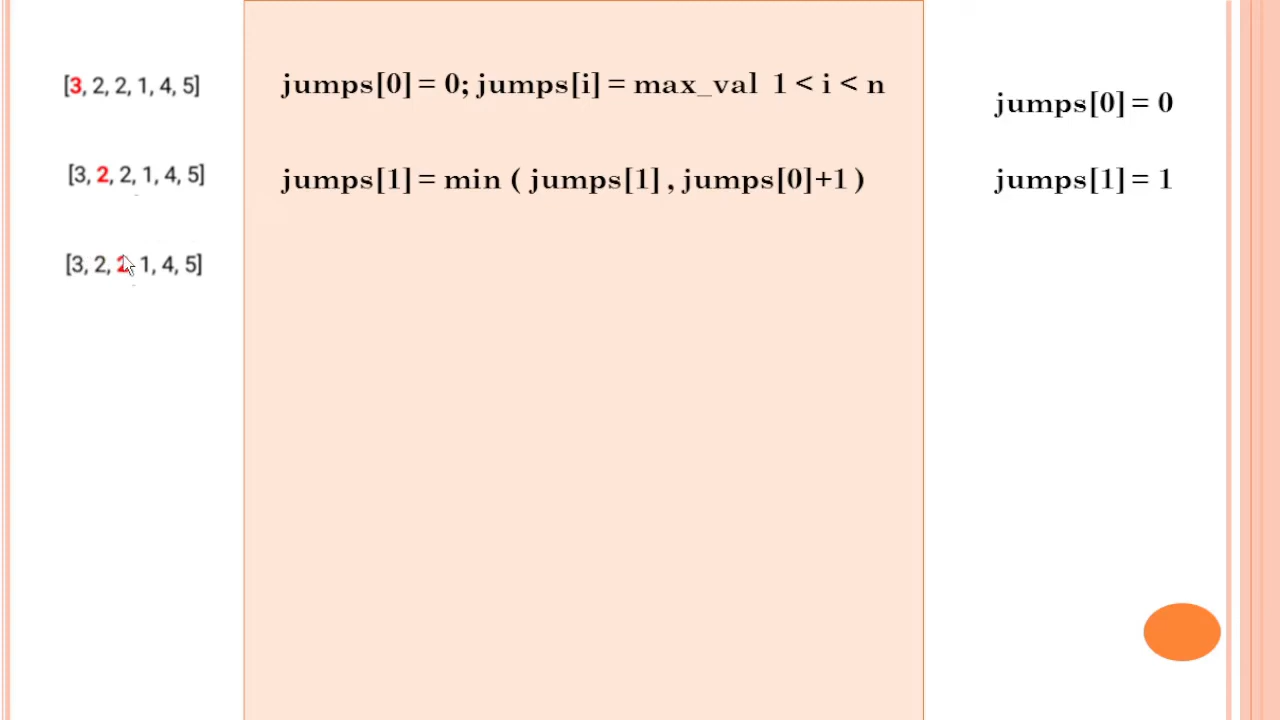 [3, 2, 2, 1, 4, 5]
jumps[0] = 0; jumps[i] = max_val 1 < i < n
jumps[0] = 0
[3, 2, 2, 1, 4, 5]
jumps[1] = min ( jumps[1] , jumps[0]+1 )
jumps[1] = 1
[3, 2, 2, 1, 4, 5]